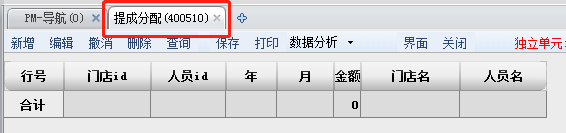 PM-导航(0) 提成分配(400510)
新增 编辑 撤消 删除 查询 保存 打印 数据分析 界面 关闭 独立单元:
行号 门店id 人员id 年 月 金额 门店名 人员名
合计 0